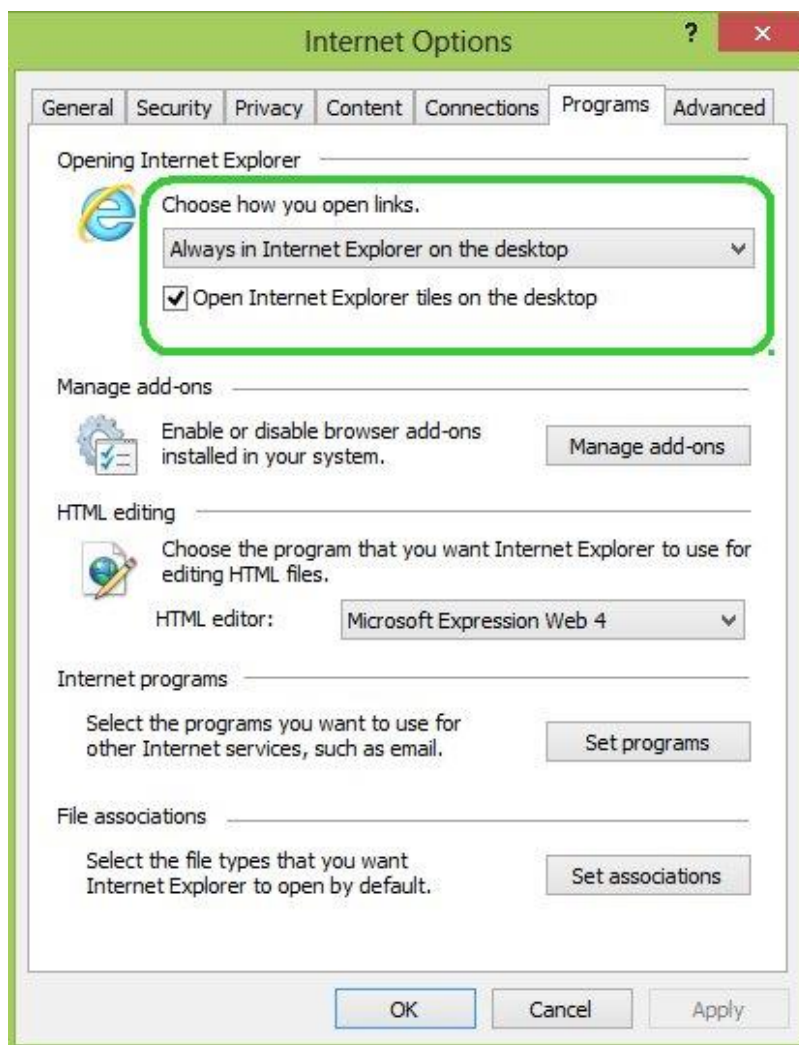 Internet Options
?
General Security Privacy Content Connections Programs Advanced
Opening Internet Explorer
Choose how you open links.
Always in Internet Explorer on the desktop
Open Internet Explorer tiles on the desktop
Manage add-ons
Enable or disable browser add-ons
installed in your system.
Manage add-ons
HTML editing
Choose the program that you want Internet Explorer to use for
editing HTML files.
HTML editor: Microsoft Expression Web 4
Internet programs
Select the programs you want to use for
other Internet services, such as email.
Set programs
File associations
Select the file types that you want
Internet Explorer to open by default.
Set associations
OK Cancel Apply